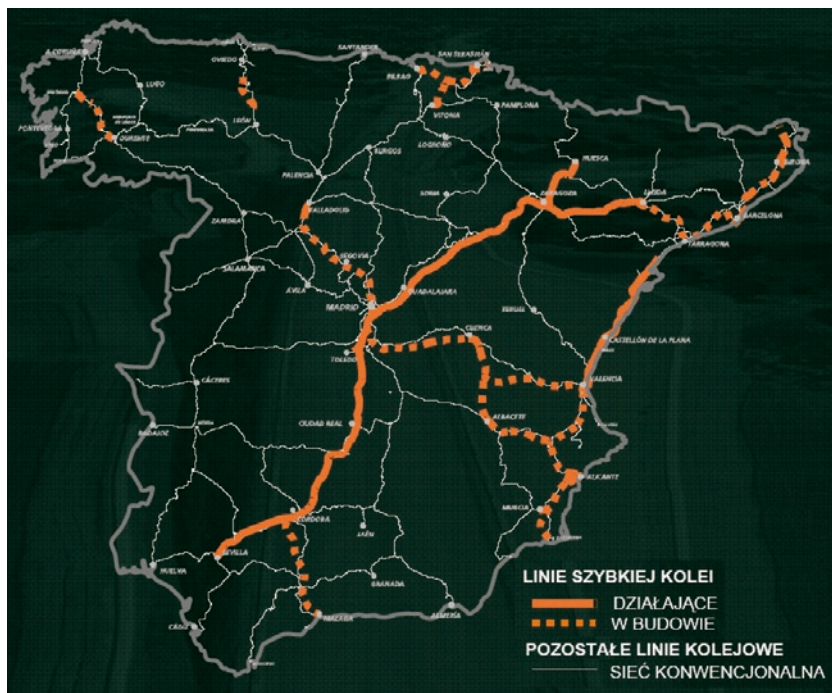 A CORUÑA
LUGO
OVIEDO
SANTANDER
BILBAO
SAN SEBASTIÁN
PONTEVEDRA
OURENSE
LEÓN
VITORIA
PAMPLONA
BURGOS
LOGROÑO
PALENCIA
HUESCA
GIRONA
ZAMORA
VALLADOLID
SORIA
ZARAGOZA
LLEIDA
BARCELONA
TARRAGONA
SALAMANCA
SEGOVIA
ÁVILA
GUADALAJARA
MADRID
TERUEL
CUENCA
CASTELLÓN DE LA PLANA
TOLEDO
CÁCERES
VALENCIA
CIUDAD REAL
ALBACETE
BADAJOZ
ALICANTE
MURCIA
CÓRDOBA
JAÉN
SEVILLA
HUELVA
GRANADA
CÁDIZ
MÁLAGA
ALMERÍA
LINIE SZYBKIEJ KOLEI
DZIAŁAJĄCE
W BUDOWIE
POZOSTAŁE LINIE KOLEJOWE
SIEĆ KONWENCJONALNA